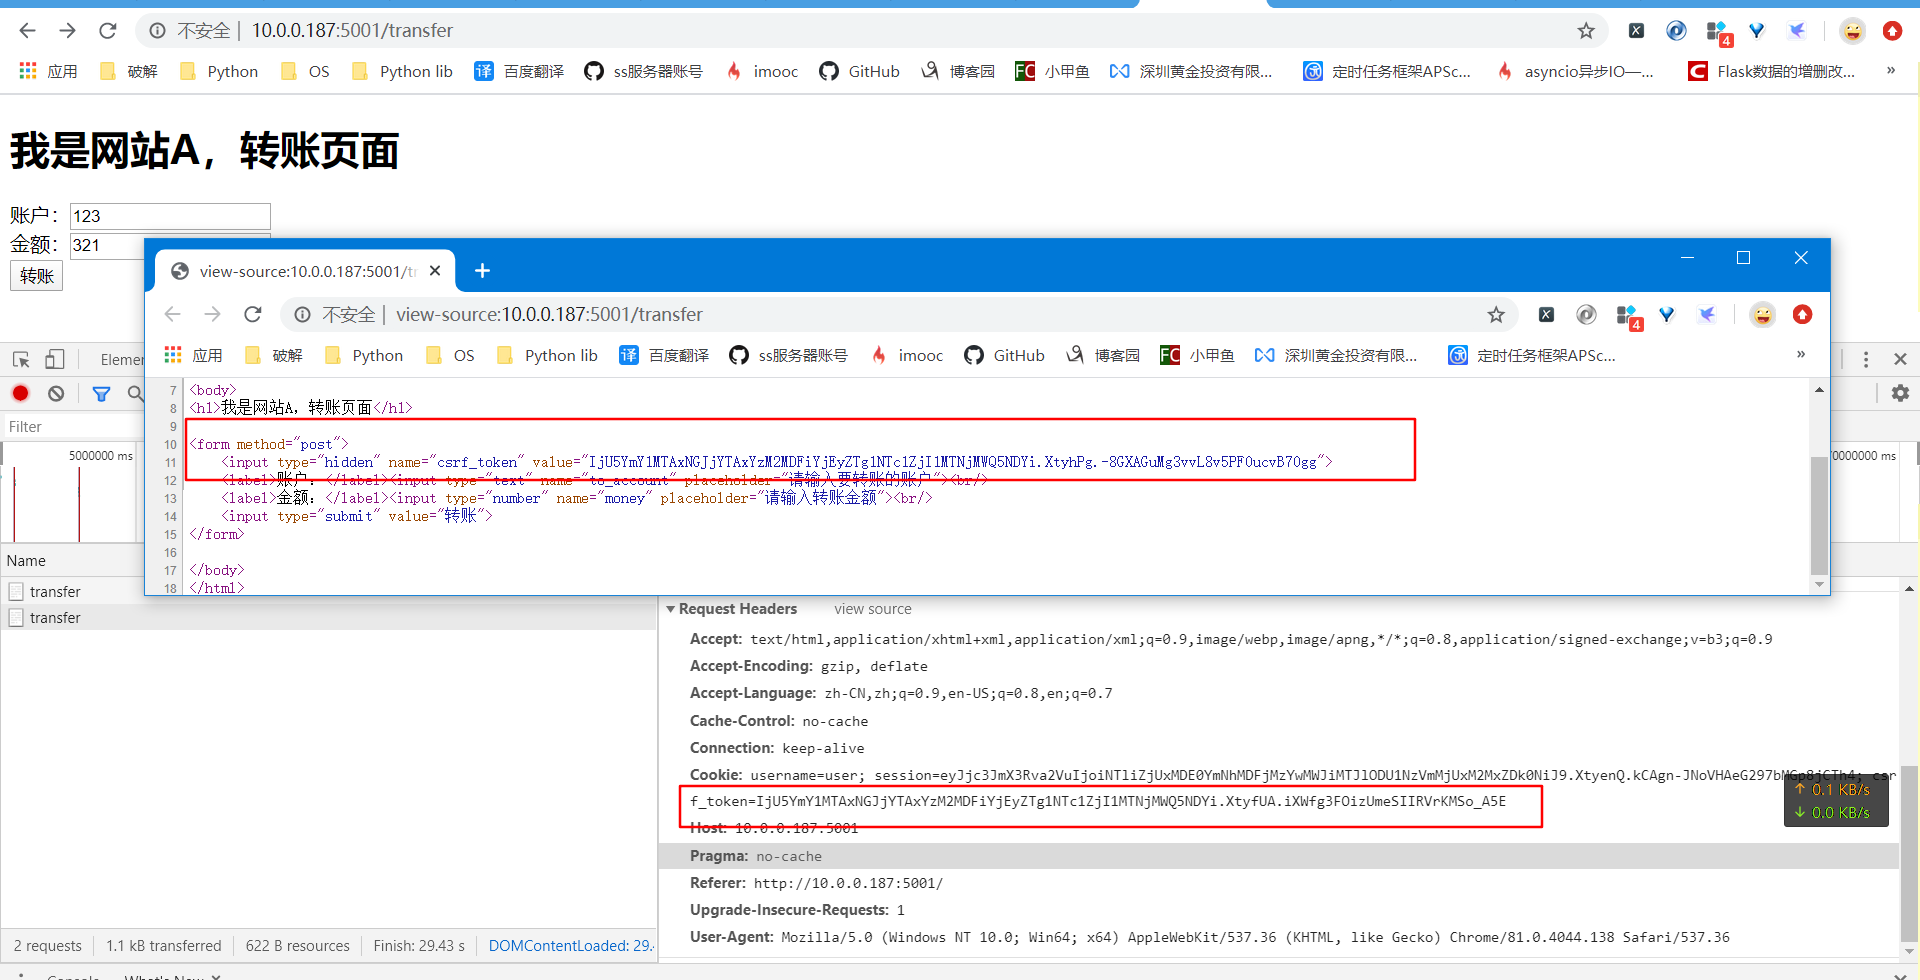 不安全 | 10.0.0.187:5001/transfer
4
应用 破解 Python OS Python lib 译 百度翻译 ss服务器账号 imooc GitHub 博客园 FC 小甲鱼 深圳黄金投资有限... 定时任务框架APSc... asyncio异步IO—... C Flask数据的增删改... »
我是网站A，转账页面
账户： 123
金额： 321
转账
view-source:10.0.0.187:5001/tr
不安全 | view-source:10.0.0.187:5001/transfer
4
应用 破解 Python OS Python lib 译 百度翻译 ss服务器账号 imooc GitHub 博客园 FC 小甲鱼 深圳黄金投资有限... 定时任务框架APSc... »
Elemen
Filter
5000000 ms
0000000 ms
7 <body>
8 <h1>我是网站A，转账页面</h1>
9
10 <form method="post">
11 <input type="hidden" name="csrf_token" value="IjU5YmY1MTAxNGJjYTAxYzM2MDFiYjEyZTg1NTc1ZjI1MTNjMWQ5NDYi.XtyhPg.-8GXAGuMg3vvL8v5PF0ucvB70gg">
12 <label>账户：</label><input type="text" name="to_account" placeholder="请输入要转账的账户"><br/>
13 <label>金额：</label><input type="number" name="money" placeholder="请输入转账金额"><br/>
14 <input type="submit" value="转账">
15 </form>
16
17 </body>
18 </html>
Name
transfer
transfer
Request Headers view source
Accept: text/html,application/xhtml+xml,application/xml;q=0.9,image/webp,image/apng,*/*;q=0.8,application/signed-exchange;v=b3;q=0.9
Accept-Encoding: gzip, deflate
Accept-Language: zh-CN,zh;q=0.9,en-US;q=0.8,en;q=0.7
Cache-Control: no-cache
Connection: keep-alive
Cookie: username=user; session=eyJjc3JmX3Rva2VuIjoiNTliZjUxMDE0YmNhMDFjMzYwMWJiMTJlODU1NzVmMjUxM2MxZDk0NiJ9.XtyenQ.kCAgn-JNoVHAeG297bMGp8jCTh4; csr
f_token=IjU5YmY1MTAxNGJjYTAxYzM2MDFiYjEyZTg1NTc1ZjI1MTNjMWQ5NDYi.XtyfUA.iXWfg3FOizUmeSIIRVrKMSo_A5E
Host: 10.0.0.187:5001
Pragma: no-cache
Referer: http://10.0.0.187:5001/
Upgrade-Insecure-Requests: 1
User-Agent: Mozilla/5.0 (Windows NT 10.0; Win64; x64) AppleWebKit/537.36 (KHTML, like Gecko) Chrome/81.0.4044.138 Safari/537.36
↑ 0.1 KB/s
↓ 0.0 KB/s
2 requests 1.1 kB transferred 622 B resources Finish: 29.43 s DOMContentLoaded: 29.
Console What's New ×